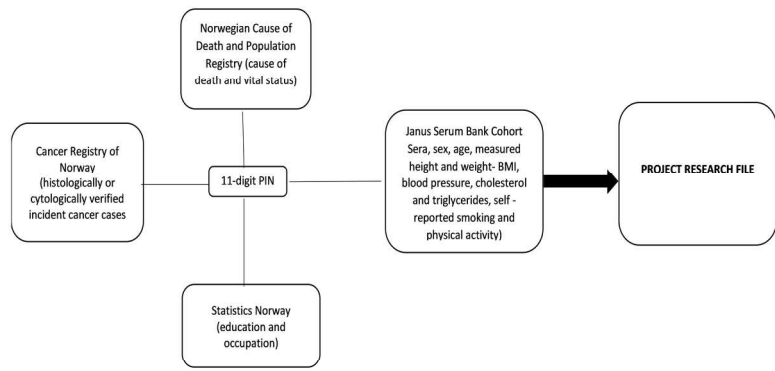 Norwegian Cause of
Death and Population
Registry (cause of
death and vital status)
Cancer Registry of
Norway
(histologically or
cytologically verified
incident cancer cases
11-digit PIN
Janus Serum Bank Cohort
Sera, sex, age, measured
height and weight- BMI,
blood pressure, cholesterol
and triglycerides, self -
reported smoking and
physical activity)
PROJECT RESEARCH FILE
Statistics Norway
(education and
occupation)